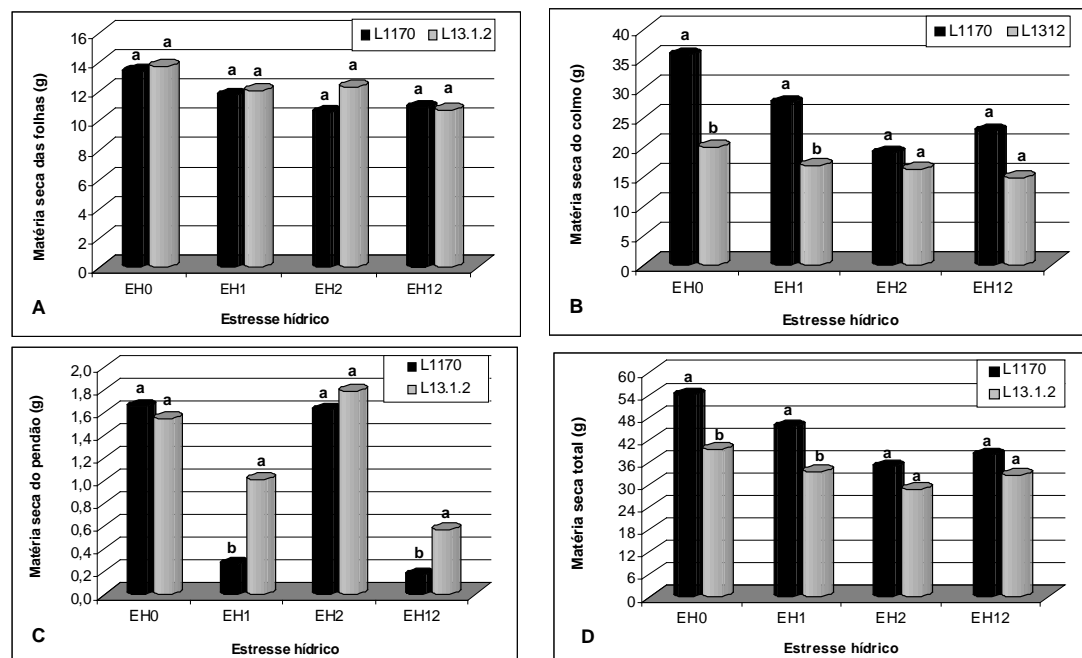 L1170 L13.1.2
Matéria seca das folhas (g)
16
14
12
10
8
6
4
2
0
a a a a a a a a
EH0 EH1 EH2 EH12
A
Estresse hídrico
L1170 L1312
Matéria seca do colmo (g)
40
35
30
25
20
15
10
5
0
a b a b a a a a
EH0 EH1 EH2 EH12
B
Estresse hídrico
L1170
L13.1.2
Matéria seca do pendão (g)
2,0
1,8
1,6
1,4
1,2
1,0
0,8
0,6
0,4
0,2
0,0
a a b a a a b a
EH0 EH1 EH2 EH12
C
Estresse hídrico
L1170
L13.1.2
Matéria seca total (g)
60
54
48
42
36
30
24
18
12
6
0
a b a b a a a a
EH0 EH1 EH2 EH12
D
Estresse hídrico